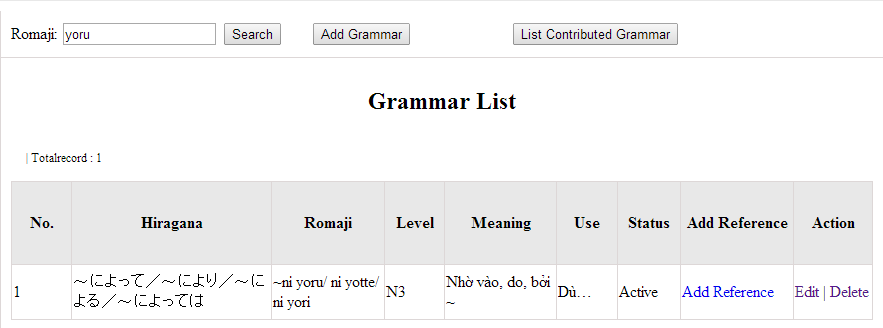 Romaji: yoru Search Add Grammar List Contributed Grammar
Grammar List
| Totalrecord : 1
No. Hiragana Romaji Level Meaning Use Status Add Reference Action
1 ～によって／～により／～に ~ni yoru/ ni yotte/ N3 Nhờ vào, do, bởi Dù… Active Add Reference Edit | Delete
よる／～によっては ni yori ~